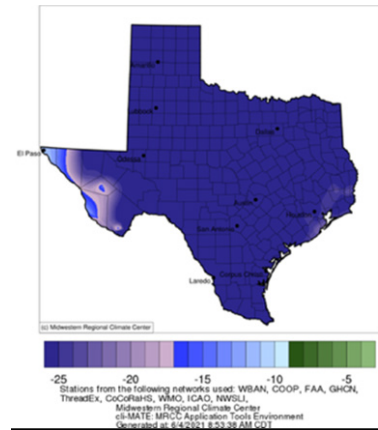 Amarillo
Lubbock
Dallas
El Paso
Odessa
Austin
Houston
San Antonio
Corpus Christi
Laredo
(c) Midwestern Regional Climate Center
-25 -20 -15 -10 -5
Stations from the following networks used: WBAN, COOP, FAA, GHCN,
ThreadEx, CoCoRaHS, WMO, ICAO, NWSLI,
Midwestern Regional Climate Center
cli-MATE: MRCC Application Tools Environment
Generated at: 6/4/2021 8:53:38 AM CDT